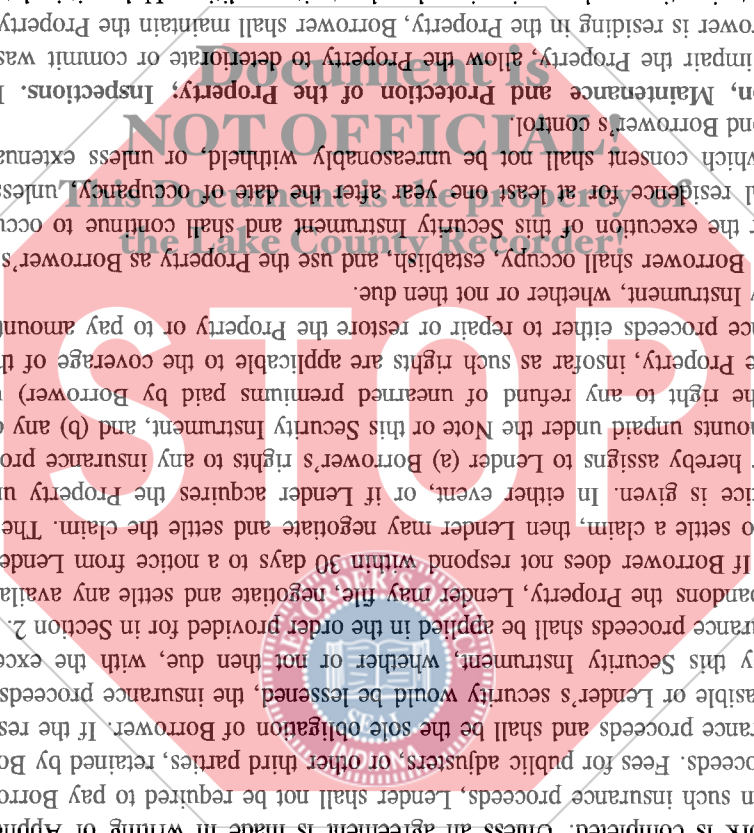 Document is
NOT OFFICIAL!
This Document is the property of
the Lake County Recorder!
STOP
RECORDER'S OFFICE
SEAL
INDIANA
rk is completed. Unless an agreement is made in writing or Appli
n such insurance proceeds, Lender shall not be required to pay Borro
oceeds. Fees for public adjusters, or other third parties, retained by Bo
ance proceeds and shall be the sole obligation of Borrower. If the res
asible or Lender's security would be lessened, the insurance proceeds
y this Security Instrument, whether or not then due, with the exce
urance proceeds shall be applied in the order provided for in Section 2.
bandons the Property, Lender may file, negotiate and settle any availa
If Borrower does not respond within 30 days to a notice from Lende
o settle a claim, then Lender may negotiate and settle the claim. The
ice is given. In either event, or if Lender acquires the Property u
r hereby assigns to Lender (a) Borrower's rights to any insurance pro
mounts unpaid under the Note or this Security Instrument, and (b) any
he right to any refund of unearned premiums paid by Borrower)
e Property, insofar as such rights are applicable to the coverage of th
nce proceeds either to repair or restore the Property or to pay amount
y Instrument, whether or not then due.
Borrower shall occupy, establish, and use the Property as Borrower's
r the execution of this Security Instrument and shall continue to occu
l residence for at least one year after the date of occupancy, unless
which consent shall not be unreasonably withheld, or unless extenua
ond Borrower's control.
n, Maintenance and Protection of the Property; Inspections.
impair the Property, allow the Property to deteriorate or commit was
rower is residing in the Property, Borrower shall maintain the Property